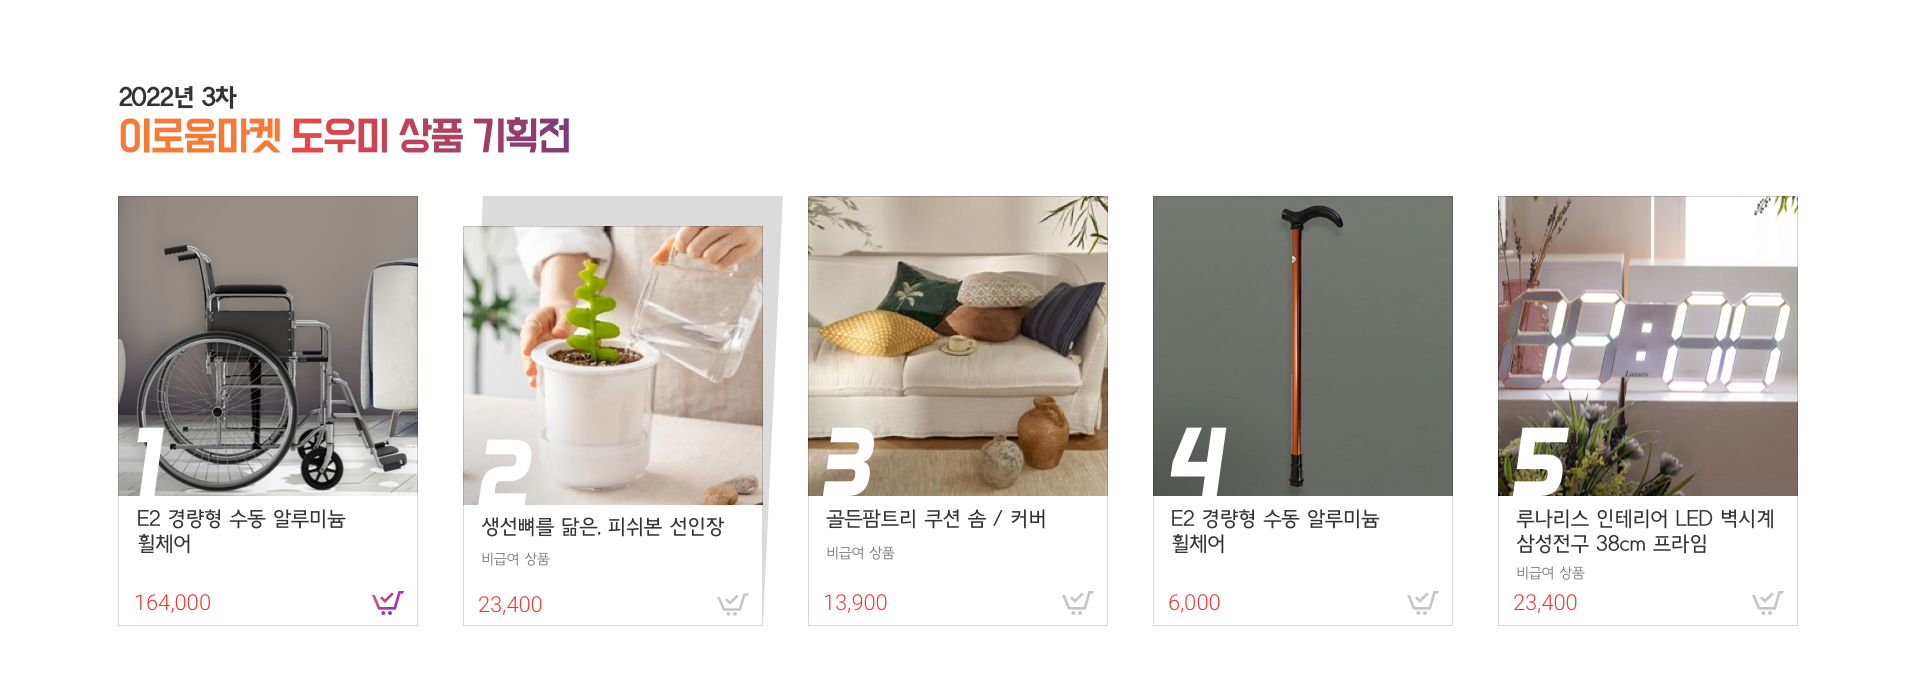 2022년 3차
이로움마켓 도우미 상품 기획전
1
E2 경량형 수동 알루미늄
휠체어
164,000
2
생선뼈를 닮은. 피쉬본 선인장
비급여 상품
23,400
3
골든팜트리 쿠션 솜 / 커버
비급여 상품
13,900
4
E2 경량형 수동 알루미늄
휠체어
6,000
Lunaris
5
루나리스 인테리어 LED 벽시계
삼성전구 38cm 프라임
비급여 상품
23,400